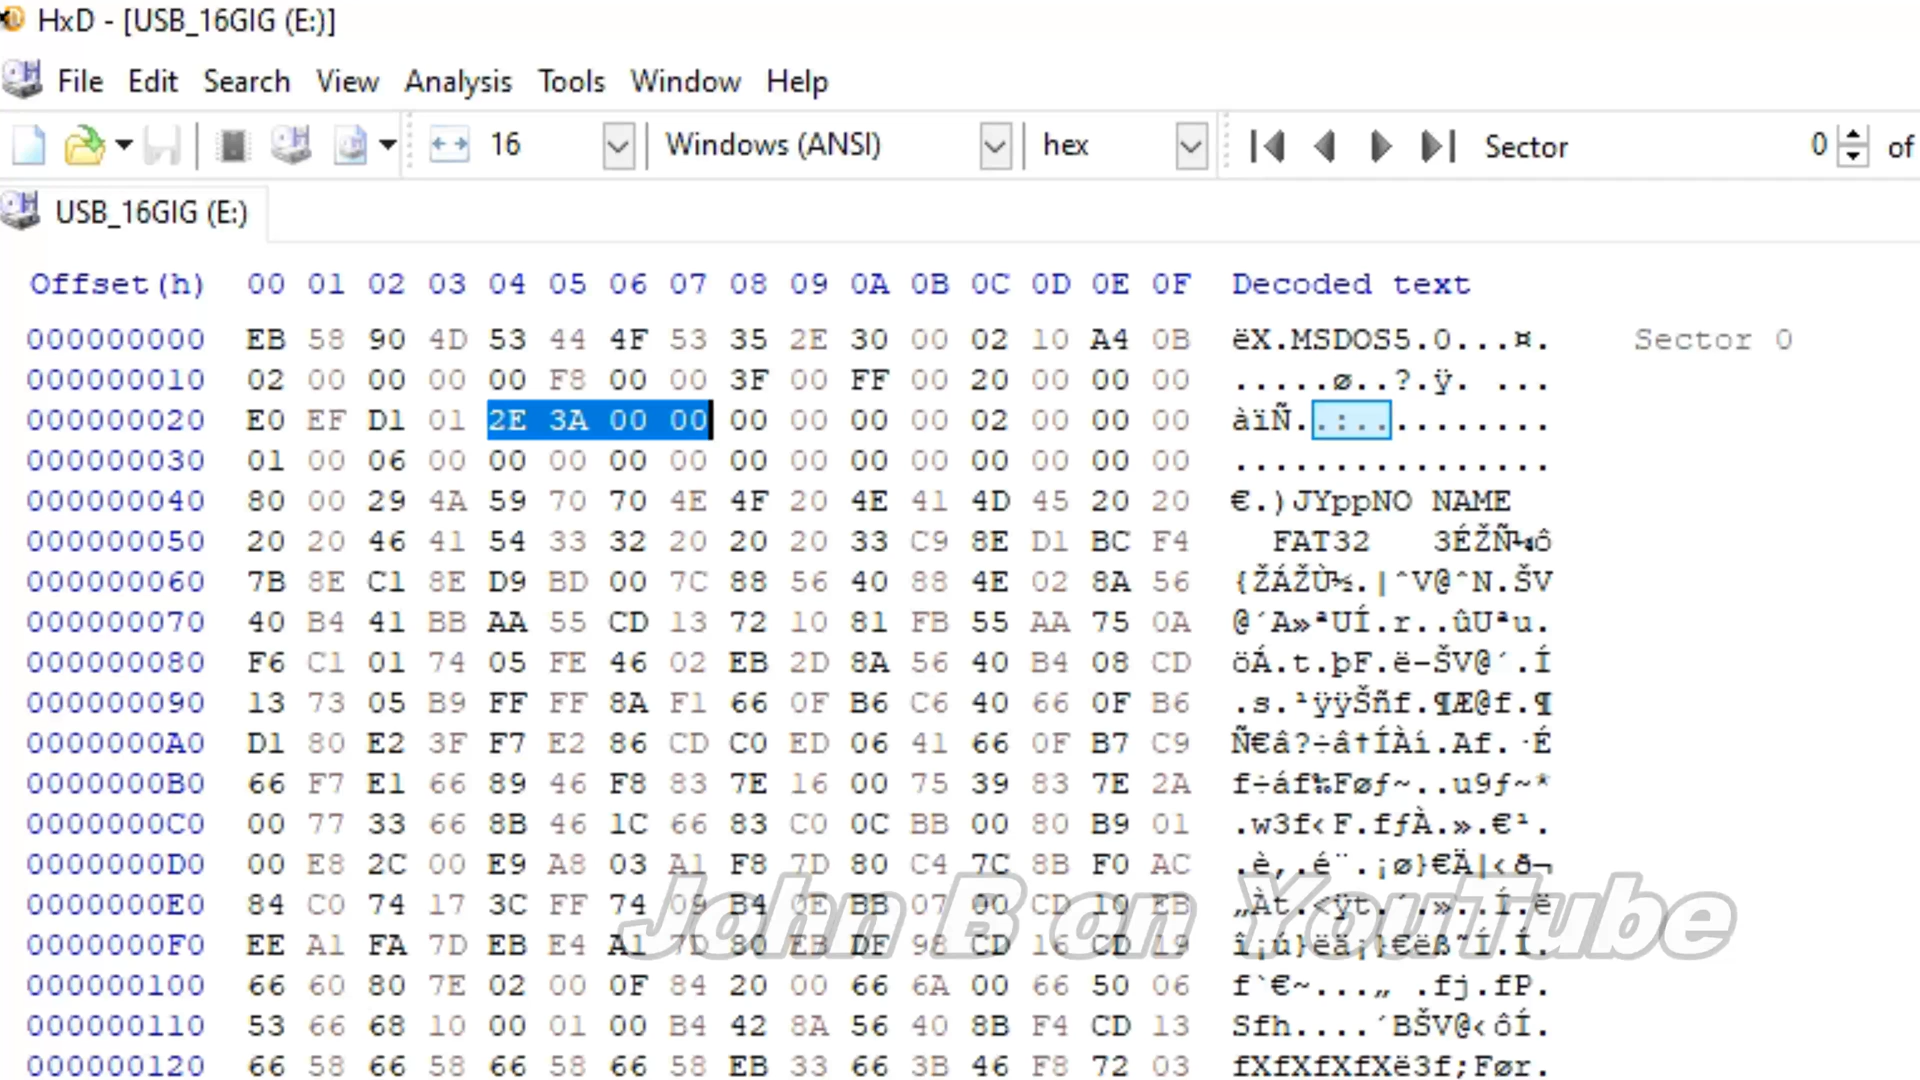 HxD - [USB_16GIG (E:)]
File Edit Search View Analysis Tools Window Help
16 Windows (ANSI) hex Sector 0 of
USB_16GIG (E:)
Offset(h) 00 01 02 03 04 05 06 07 08 09 0A 0B 0C 0D 0E 0F Decoded text
000000000 EB 58 90 4D 53 44 4F 53 35 2E 30 00 02 10 A4 0B ëX.MSDOS5.0...¤. Sector 0
000000010 02 00 00 00 00 F8 00 00 3F 00 FF 00 20 00 00 00 .....ø..?.ÿ. ...
000000020 E0 EF D1 01 2E 3A 00 00 00 00 00 00 02 00 00 00 àïÑ..:..........
000000030 01 00 06 00 00 00 00 00 00 00 00 00 00 00 00 00 ................
000000040 80 00 29 4A 59 70 70 4E 4F 20 4E 41 4D 45 20 20 €.)JYppNO NAME
000000050 20 20 46 41 54 33 32 20 20 20 33 C9 8E D1 BC F4 FAT32 3ÉŽÑ¼ô
000000060 7B 8E C1 8E D9 BD 00 7C 88 56 40 88 4E 02 8A 56 {ŽÁŽÙ½.|ˆV@ˆN.ŠV
000000070 40 B4 41 BB AA 55 CD 13 72 10 81 FB 55 AA 75 0A @´A»ªUÍ.r..ûUªu.
000000080 F6 C1 01 74 05 FE 46 02 EB 2D 8A 56 40 B4 08 CD öÁ.t.þF.ë-ŠV@´.Í
000000090 13 73 05 B9 FF FF 8A F1 66 0F B6 C6 40 66 0F B6 .s.¹ÿÿŠñf.¶Æ@f.¶
0000000A0 D1 80 E2 3F F7 E2 86 CD C0 ED 06 41 66 0F B7 C9 Ñ€â?÷â†ÍÀí.Af.·É
0000000B0 66 F7 E1 66 89 46 F8 83 7E 16 00 75 39 83 7E 2A f÷áf‰Føƒ~..u9ƒ~*
0000000C0 00 77 33 66 8B 46 1C 66 83 C0 0C BB 00 80 B9 01 .w3f‹F.fƒÀ.».€¹.
0000000D0 00 E8 2C 00 E9 A8 03 A1 F8 7D 80 C4 7C 8B F0 AC .è,.é¨.¡ø}€Ä|‹ð¬
0000000E0 84 C0 74 17 3C FF 74 09 B4 0E BB 07 00 CD 10 EB „Àt.<ÿt.´.»..Í.ë
0000000F0 EE A1 FA 7D EB E4 A1 7D 80 EB DF 98 CD 16 CD 19 î¡ú}ëä¡}€ëß˜Í.Í.
000000100 66 60 80 7E 02 00 0F 84 20 00 66 6A 00 66 50 06 f`€~...„ .fj.fP.
000000110 53 66 68 10 00 01 00 B4 42 8A 56 40 8B F4 CD 13 Sfh....´BŠV@‹ôÍ.
000000120 66 58 66 58 66 58 66 58 EB 33 66 3B 46 F8 72 03 fXfXfXfXë3f;Før.
John B on YouTube